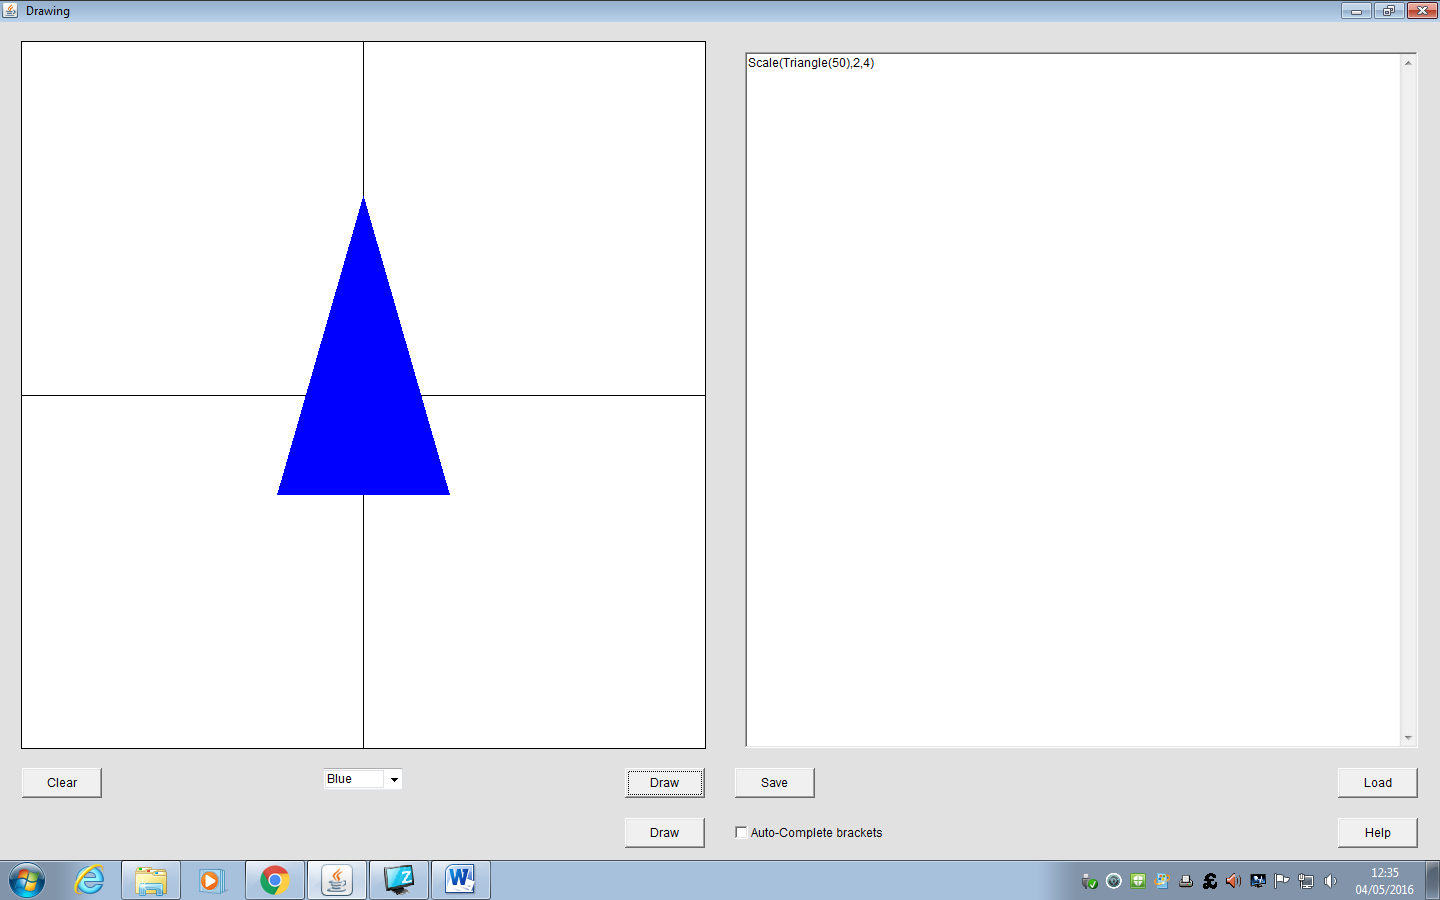 Drawing
Scale(Triangle(50),2,4)
Clear
Blue
Draw
Save
Load
Draw
Auto-Complete brackets
Help
12:35
04/05/2016